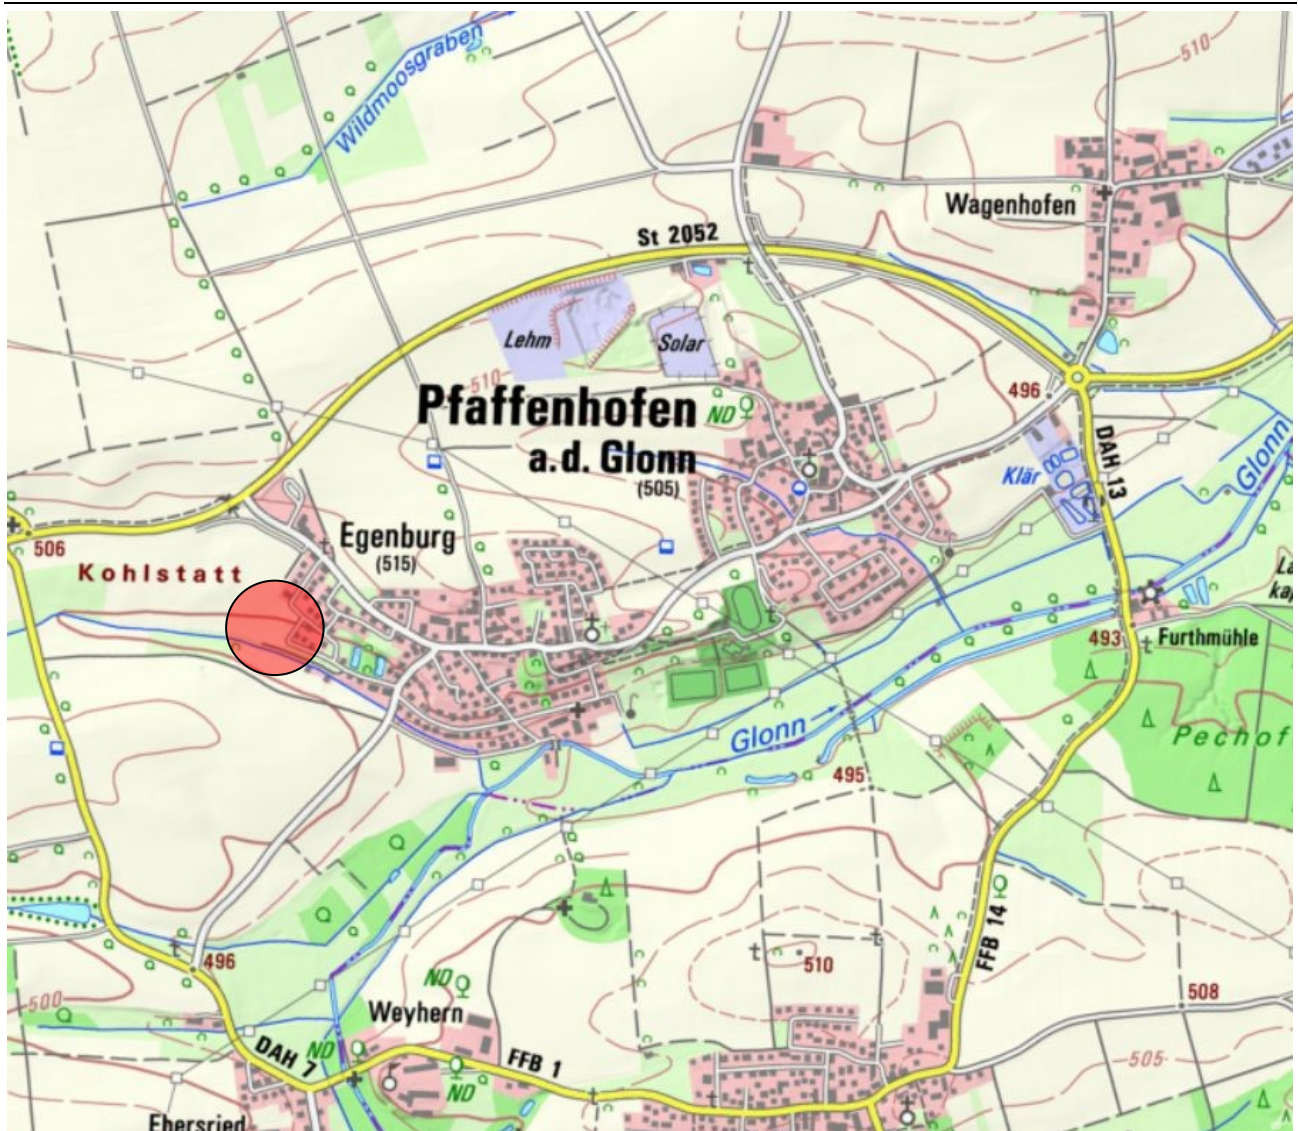 Wildmoosgraben
510
Wagenhofen
St 2052
Lehm
Solar
510
Pfaffenhofen
a.d. Glonn
(505)
ND
496
DAH 13
Klär
Glonn
506
Egenburg
(515)
Kohlstatt
493
Furthmühle
Pechof
Glonn
495
FFB 14
510
508
496
500
ND
Weyhern
DAH 7
ND
FFB 1
ND
505
Ebersried